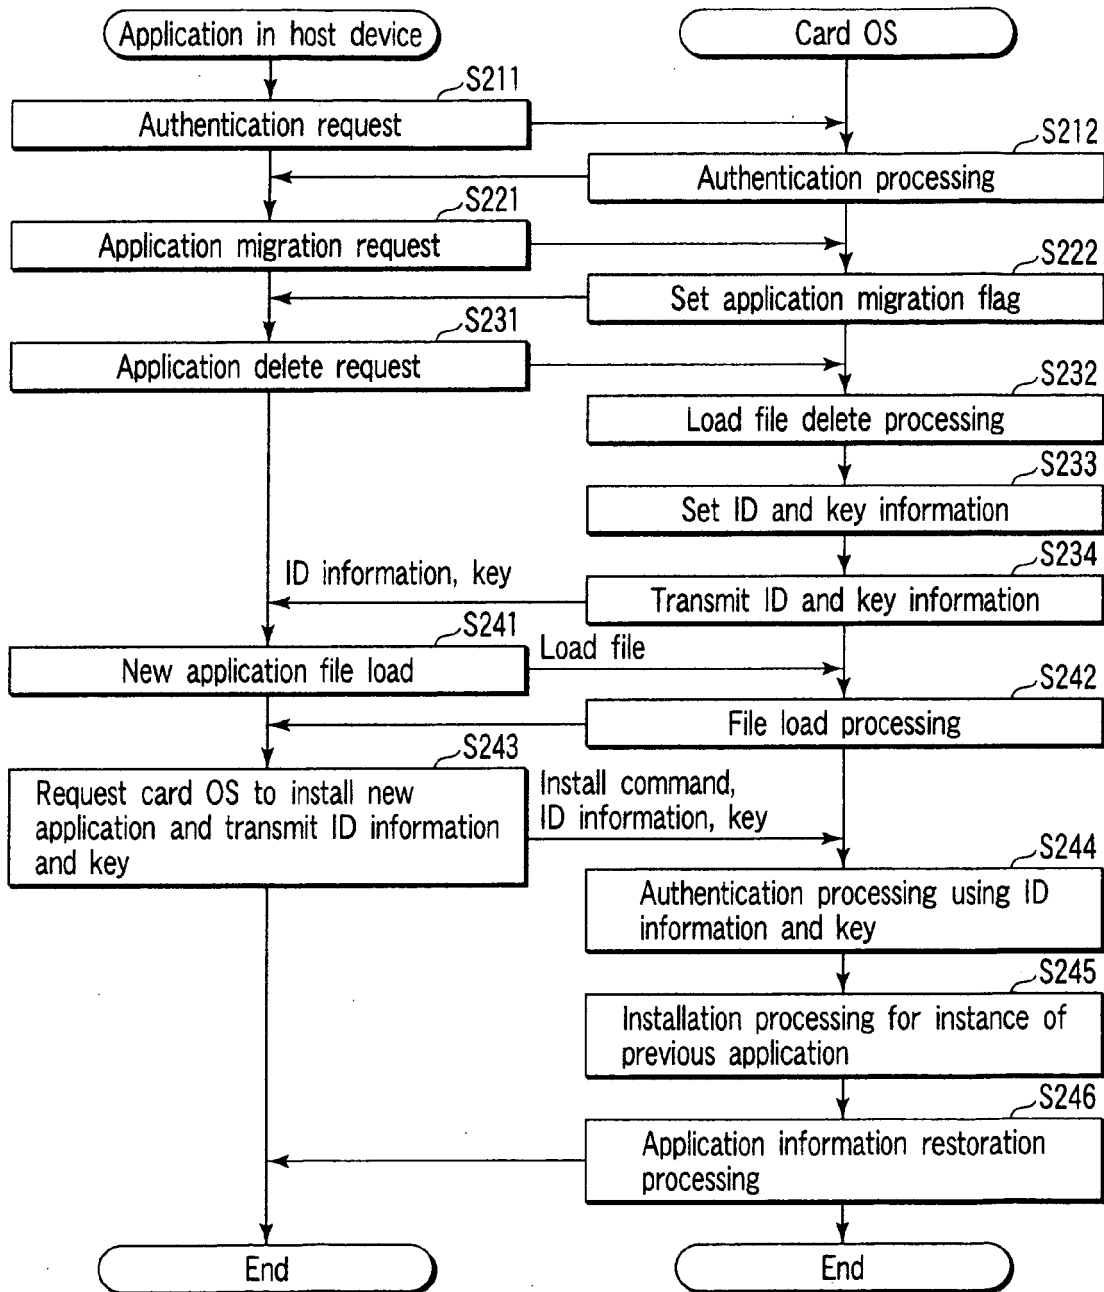 Application in host device
Card OS
S211
Authentication request
S212
Authentication processing
S221
Application migration request
S222
Set application migration flag
S231
Application delete request
S232
Load file delete processing
S233
Set ID and key information
S234
ID information, key
Transmit ID and key information
S241
New application file load
Load file
S242
File load processing
S243
Request card OS to install new
application and transmit ID information
and key
Install command,
ID information, key
S244
Authentication processing using ID
information and key
S245
Installation processing for instance of
previous application
S246
Application information restoration
processing
End
End